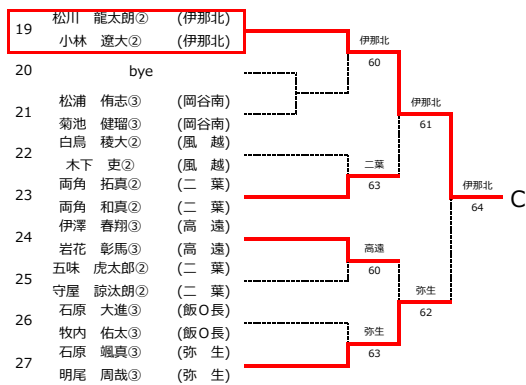 19 松川 龍太朗② (伊那北)
小林 遼大② (伊那北)
20 bye
21 松浦 侑志③ (岡谷南)
菊池 健瑠③ (岡谷南)
22 白鳥 稜大② (風 越)
木下 吏② (風 越)
23 両角 拓真② (二 葉)
両角 和真② (二 葉)
24 伊澤 春翔③ (高 遠)
岩花 彰馬③ (高 遠)
25 五味 虎太郎② (二 葉)
守屋 諒汰朗② (二 葉)
26 石原 大進③ (飯O長)
牧内 佑太③ (飯O長)
27 石原 颯真③ (弥 生)
明尾 周哉③ (弥 生)
伊那北
60
二葉
63
高遠
60
弥生
63
伊那北
61
弥生
62
伊那北
64
C